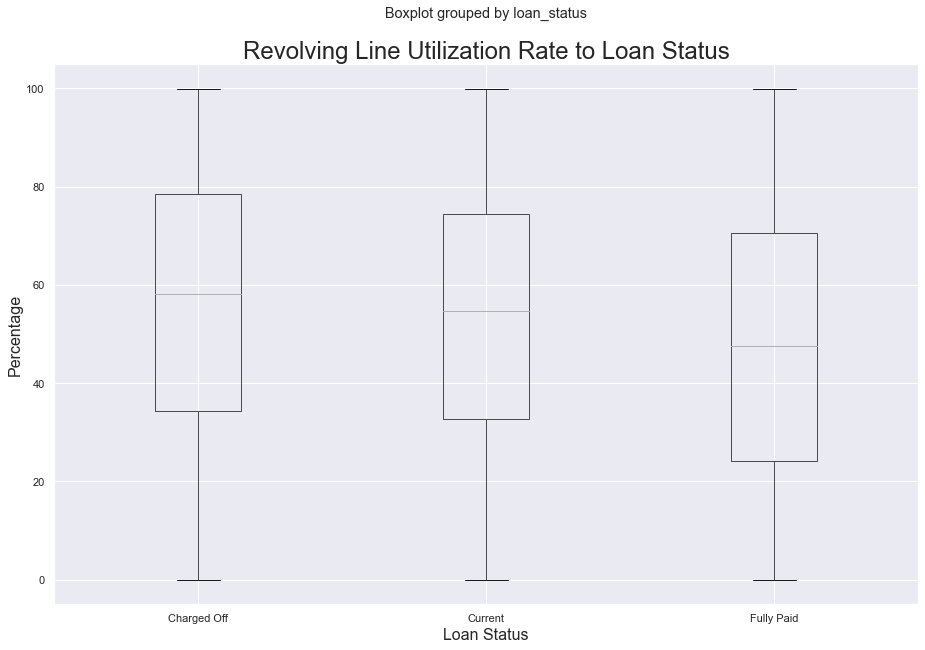 Boxplot grouped by loan_status
Revolving Line Utilization Rate to Loan Status
100
80
60
40
20
0
Percentage
Charged Off
Current
Fully Paid
Loan Status